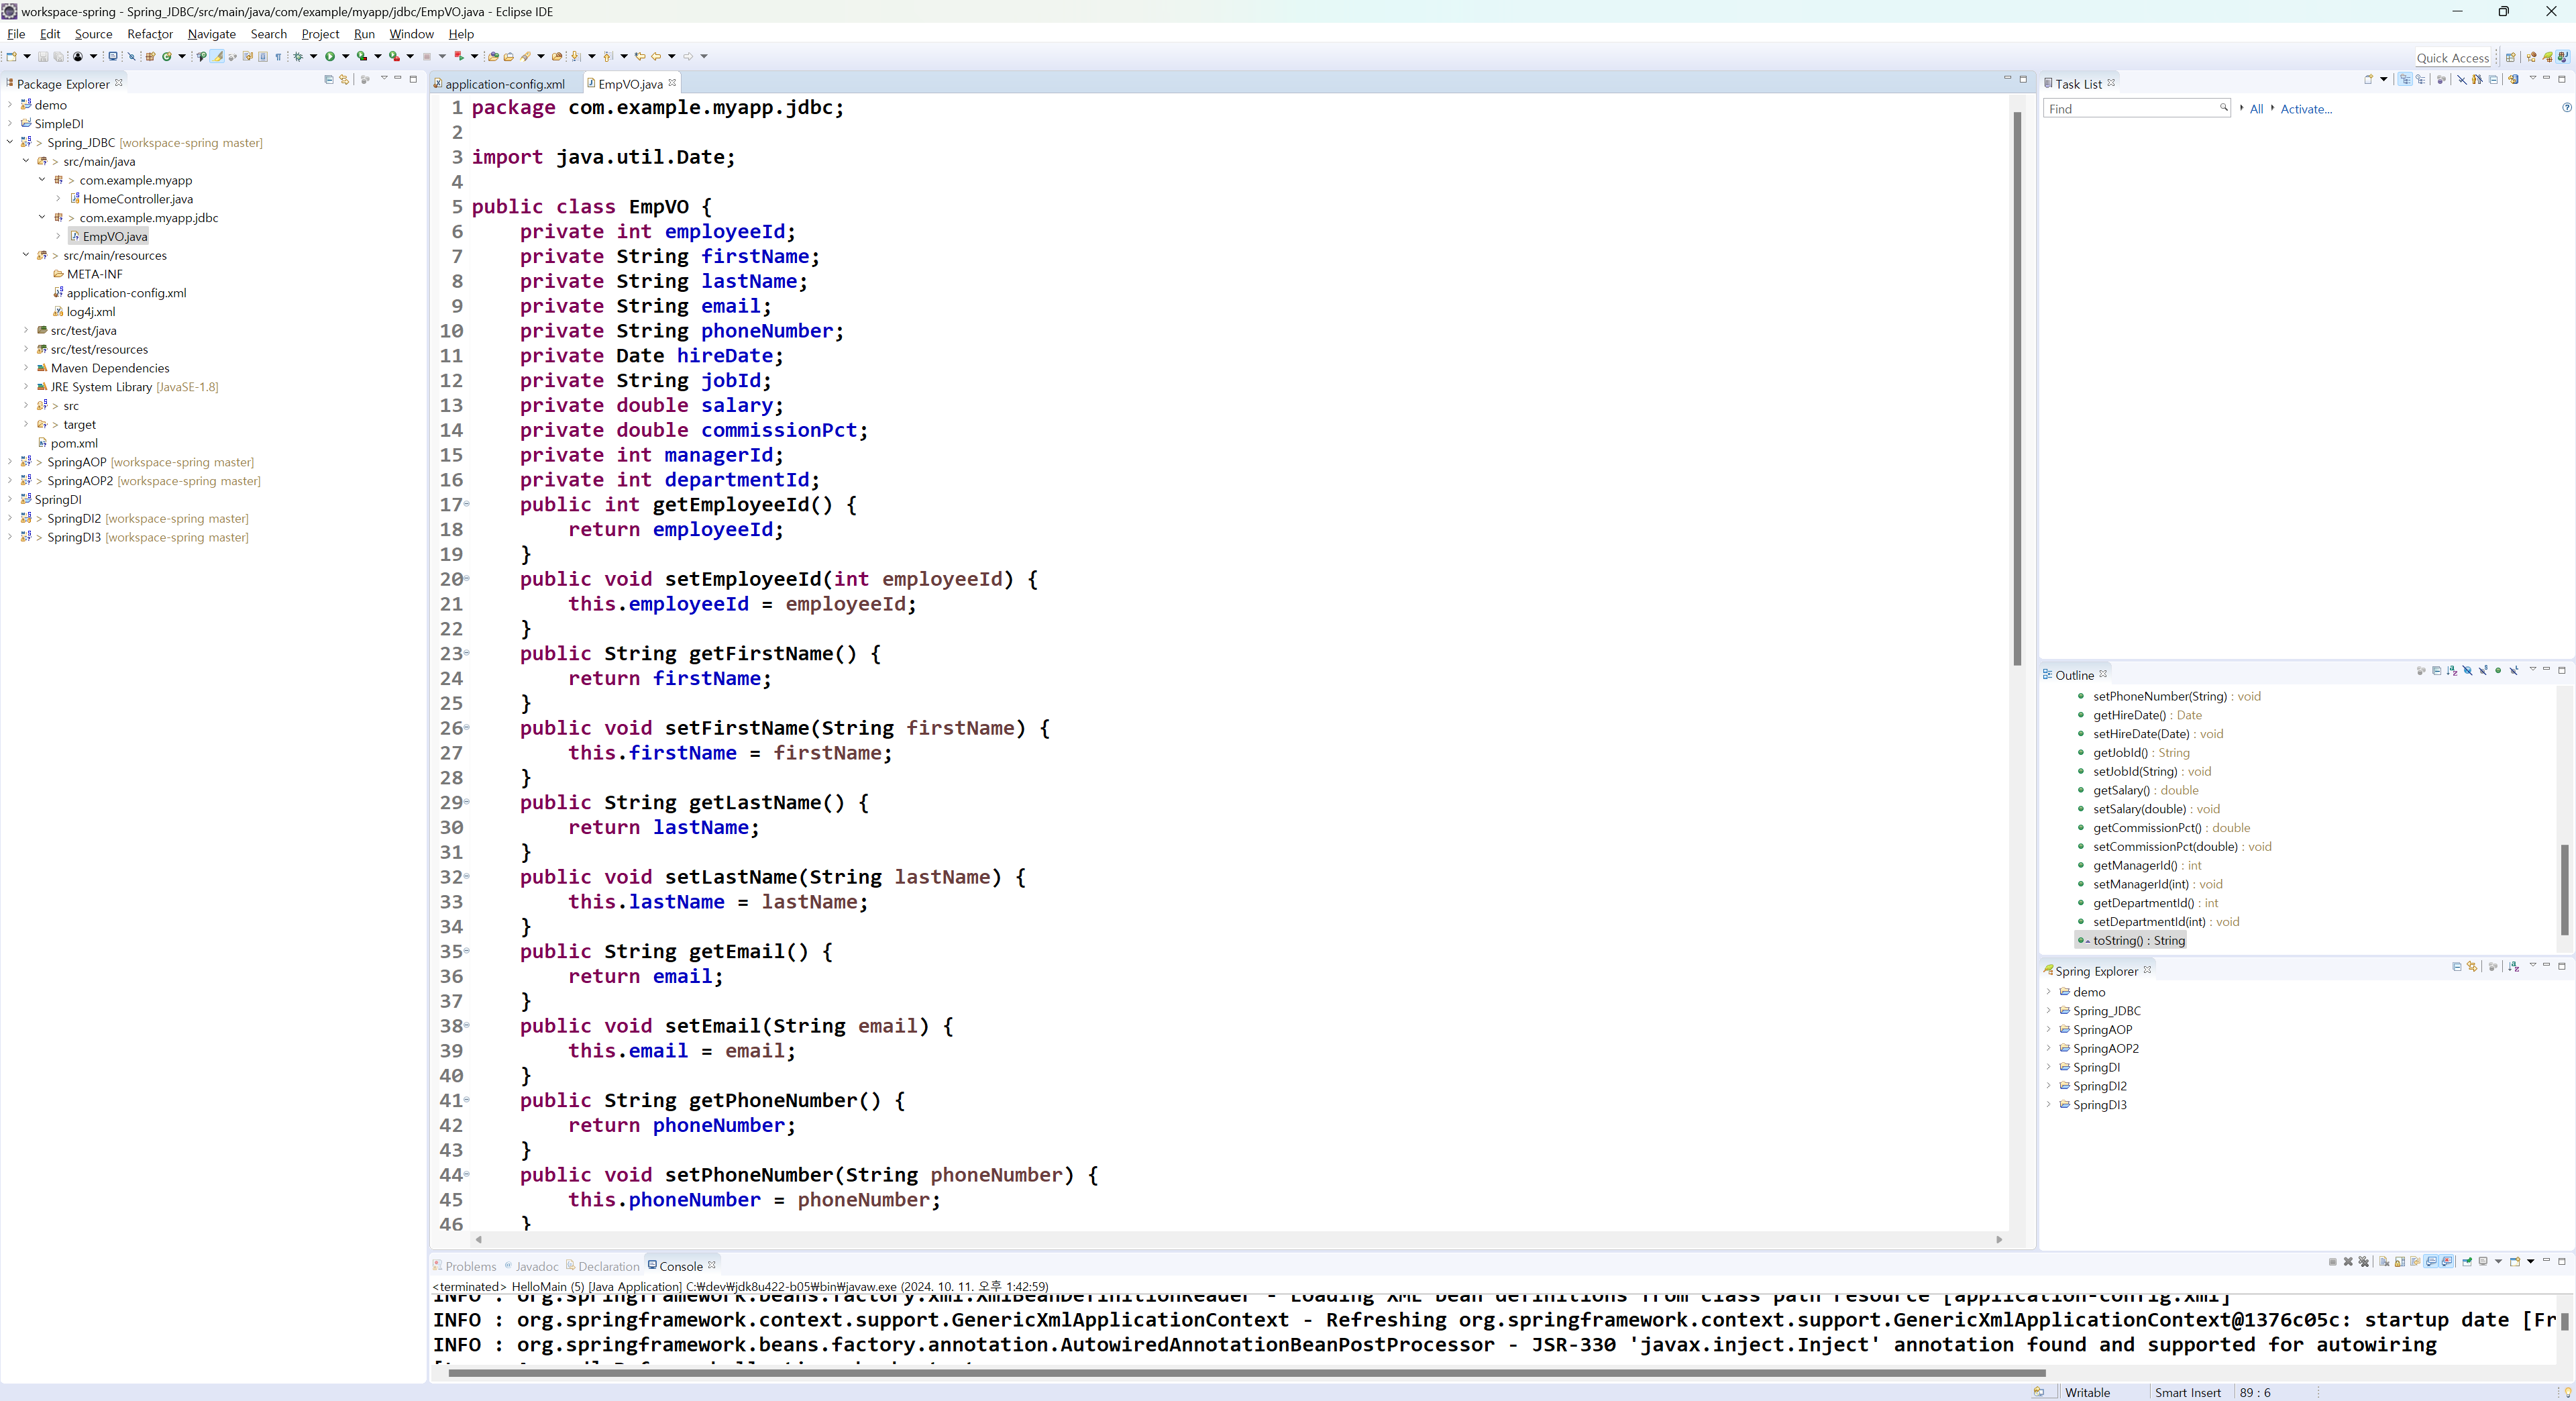 workspace-spring - Spring_JDBC/src/main/java/com/example/myapp/jdbc/EmpVO.java - Eclipse IDE
File Edit Source Refactor Navigate Search Project Run Window Help
Quick Access
Package Explorer
demo
SimpleDI
> Spring_JDBC [workspace-spring master]
> src/main/java
> com.example.myapp
HomeController.java
> com.example.myapp.jdbc
EmpVO.java
> src/main/resources
META-INF
application-config.xml
log4j.xml
src/test/java
src/test/resources
Maven Dependencies
JRE System Library [JavaSE-1.8]
> src
> target
pom.xml
> SpringAOP [workspace-spring master]
> SpringAOP2 [workspace-spring master]
SpringDI
> SpringDI2 [workspace-spring master]
> SpringDI3 [workspace-spring master]
application-config.xml EmpVO.java
1 package com.example.myapp.jdbc;
2
3 import java.util.Date;
4
5 public class EmpVO {
6 private int employeeId;
7 private String firstName;
8 private String lastName;
9 private String email;
10 private String phoneNumber;
11 private Date hireDate;
12 private String jobId;
13 private double salary;
14 private double commissionPct;
15 private int managerId;
16 private int departmentId;
17 public int getEmployeeId() {
18 return employeeId;
19 }
20 public void setEmployeeId(int employeeId) {
21 this.employeeId = employeeId;
22 }
23 public String getFirstName() {
24 return firstName;
25 }
26 public void setFirstName(String firstName) {
27 this.firstName = firstName;
28 }
29 public String getLastName() {
30 return lastName;
31 }
32 public void setLastName(String lastName) {
33 this.lastName = lastName;
34 }
35 public String getEmail() {
36 return email;
37 }
38 public void setEmail(String email) {
39 this.email = email;
40 }
41 public String getPhoneNumber() {
42 return phoneNumber;
43 }
44 public void setPhoneNumber(String phoneNumber) {
45 this.phoneNumber = phoneNumber;
46 }
Task List
Find All Activate...
Outline
setPhoneNumber(String) : void
getHireDate() : Date
setHireDate(Date) : void
getJobId() : String
setJobId(String) : void
getSalary() : double
setSalary(double) : void
getCommissionPct() : double
setCommissionPct(double) : void
getManagerId() : int
setManagerId(int) : void
getDepartmentId() : int
setDepartmentId(int) : void
toString() : String
Spring Explorer
demo
Spring_JDBC
SpringAOP
SpringAOP2
SpringDI
SpringDI2
SpringDI3
Problems Javadoc Declaration Console
<terminated> HelloMain (5) [Java Application] C:₩dev₩jdk8u422-b05₩bin₩javaw.exe (2024. 10. 11. 오후 1:42:59)
INFO : org.springframework.beans.factory.xml.XmlBeanDefinitionReader - Loading XML bean definitions from class path resource [application-config.xml]
INFO : org.springframework.context.support.GenericXmlApplicationContext - Refreshing org.springframework.context.support.GenericXmlApplicationContext@1376c05c: startup date [Fr
INFO : org.springframework.beans.factory.annotation.AutowiredAnnotationBeanPostProcessor - JSR-330 'javax.inject.Inject' annotation found and supported for autowiring
Writable Smart Insert 89 : 6